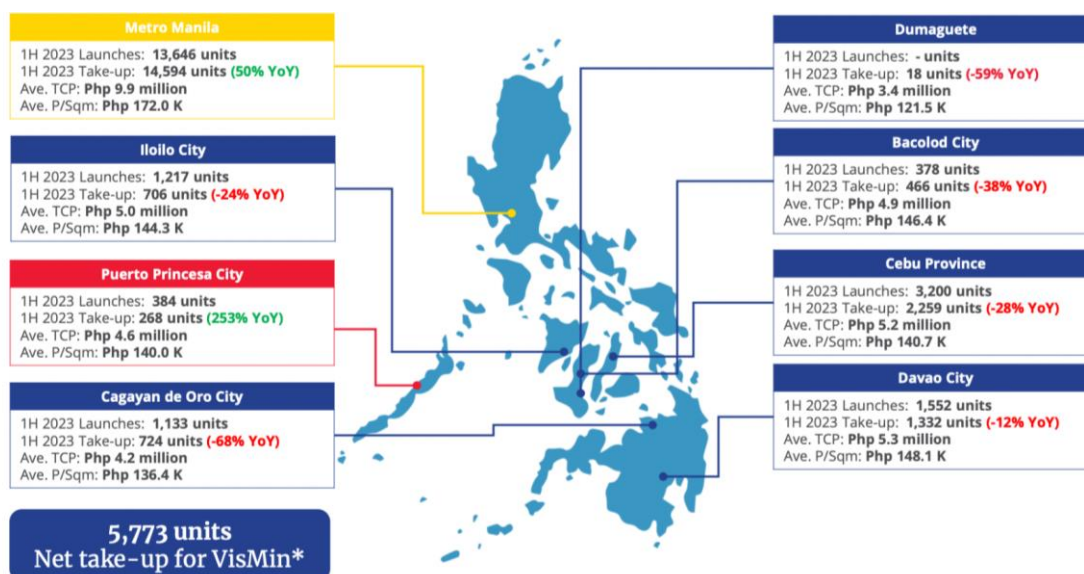 Metro Manila
1H 2023 Launches: 13,646 units
1H 2023 Take-up: 14,594 units (50% YoY)
Ave. TCP: Php 9.9 million
Ave. P/Sqm: Php 172.0 K
Iloilo City
1H 2023 Launches: 1,217 units
1H 2023 Take-up: 706 units (-24% YoY)
Ave. TCP: Php 5.0 million
Ave. P/Sqm: Php 144.3 K
Puerto Princesa City
1H 2023 Launches: 384 units
1H 2023 Take-up: 268 units (253% YoY)
Ave. TCP: Php 4.6 million
Ave. P/Sqm: Php 140.0 K
Cagayan de Oro City
1H 2023 Launches: 1,133 units
1H 2023 Take-up: 724 units (-68% YoY)
Ave. TCP: Php 4.2 million
Ave. P/Sqm: Php 136.4 K
5,773 units
Net take-up for VisMin*
Dumaguete
1H 2023 Launches: - units
1H 2023 Take-up: 18 units (-59% YoY)
Ave. TCP: Php 3.4 million
Ave. P/Sqm: Php 121.5 K
Bacolod City
1H 2023 Launches: 378 units
1H 2023 Take-up: 466 units (-38% YoY)
Ave. TCP: Php 4.9 million
Ave. P/Sqm: Php 146.4 K
Cebu Province
1H 2023 Launches: 3,200 units
1H 2023 Take-up: 2,259 units (-28% YoY)
Ave. TCP: Php 5.2 million
Ave. P/Sqm: Php 140.7 K
Davao City
1H 2023 Launches: 1,552 units
1H 2023 Take-up: 1,332 units (-12% YoY)
Ave. TCP: Php 5.3 million
Ave. P/Sqm: Php 148.1 K